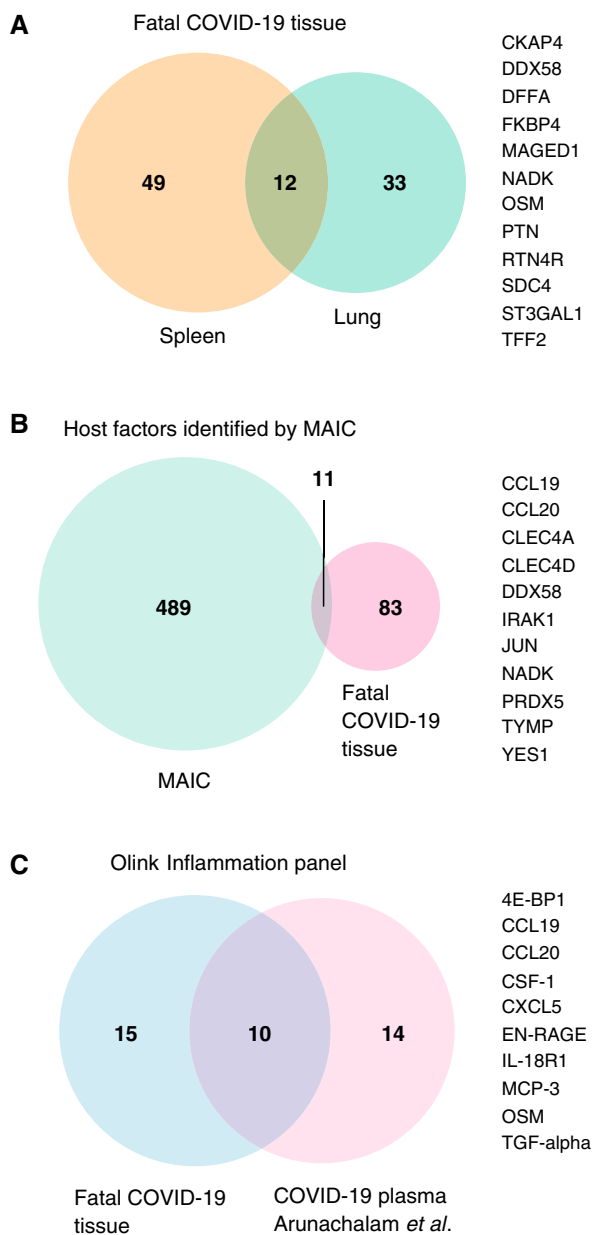 A
Fatal COVID-19 tissue
49
12
33
Spleen
Lung
CKAP4
DDX58
DFFA
FKBP4
MAGED1
NADK
OSM
PTN
RTN4R
SDC4
ST3GAL1
TFF2
B
Host factors identified by MAIC
11
489
83
Fatal
COVID-19
tissue
MAIC
CCL19
CCL20
CLEC4A
CLEC4D
DDX58
IRAK1
JUN
NADK
PRDX5
TYMP
YES1
C
Olink Inflammation panel
15
10
14
Fatal COVID-19
tissue
COVID-19 plasma
Arunachalam et al.
4E-BP1
CCL19
CCL20
CSF-1
CXCL5
EN-RAGE
IL-18R1
MCP-3
OSM
TGF-alpha